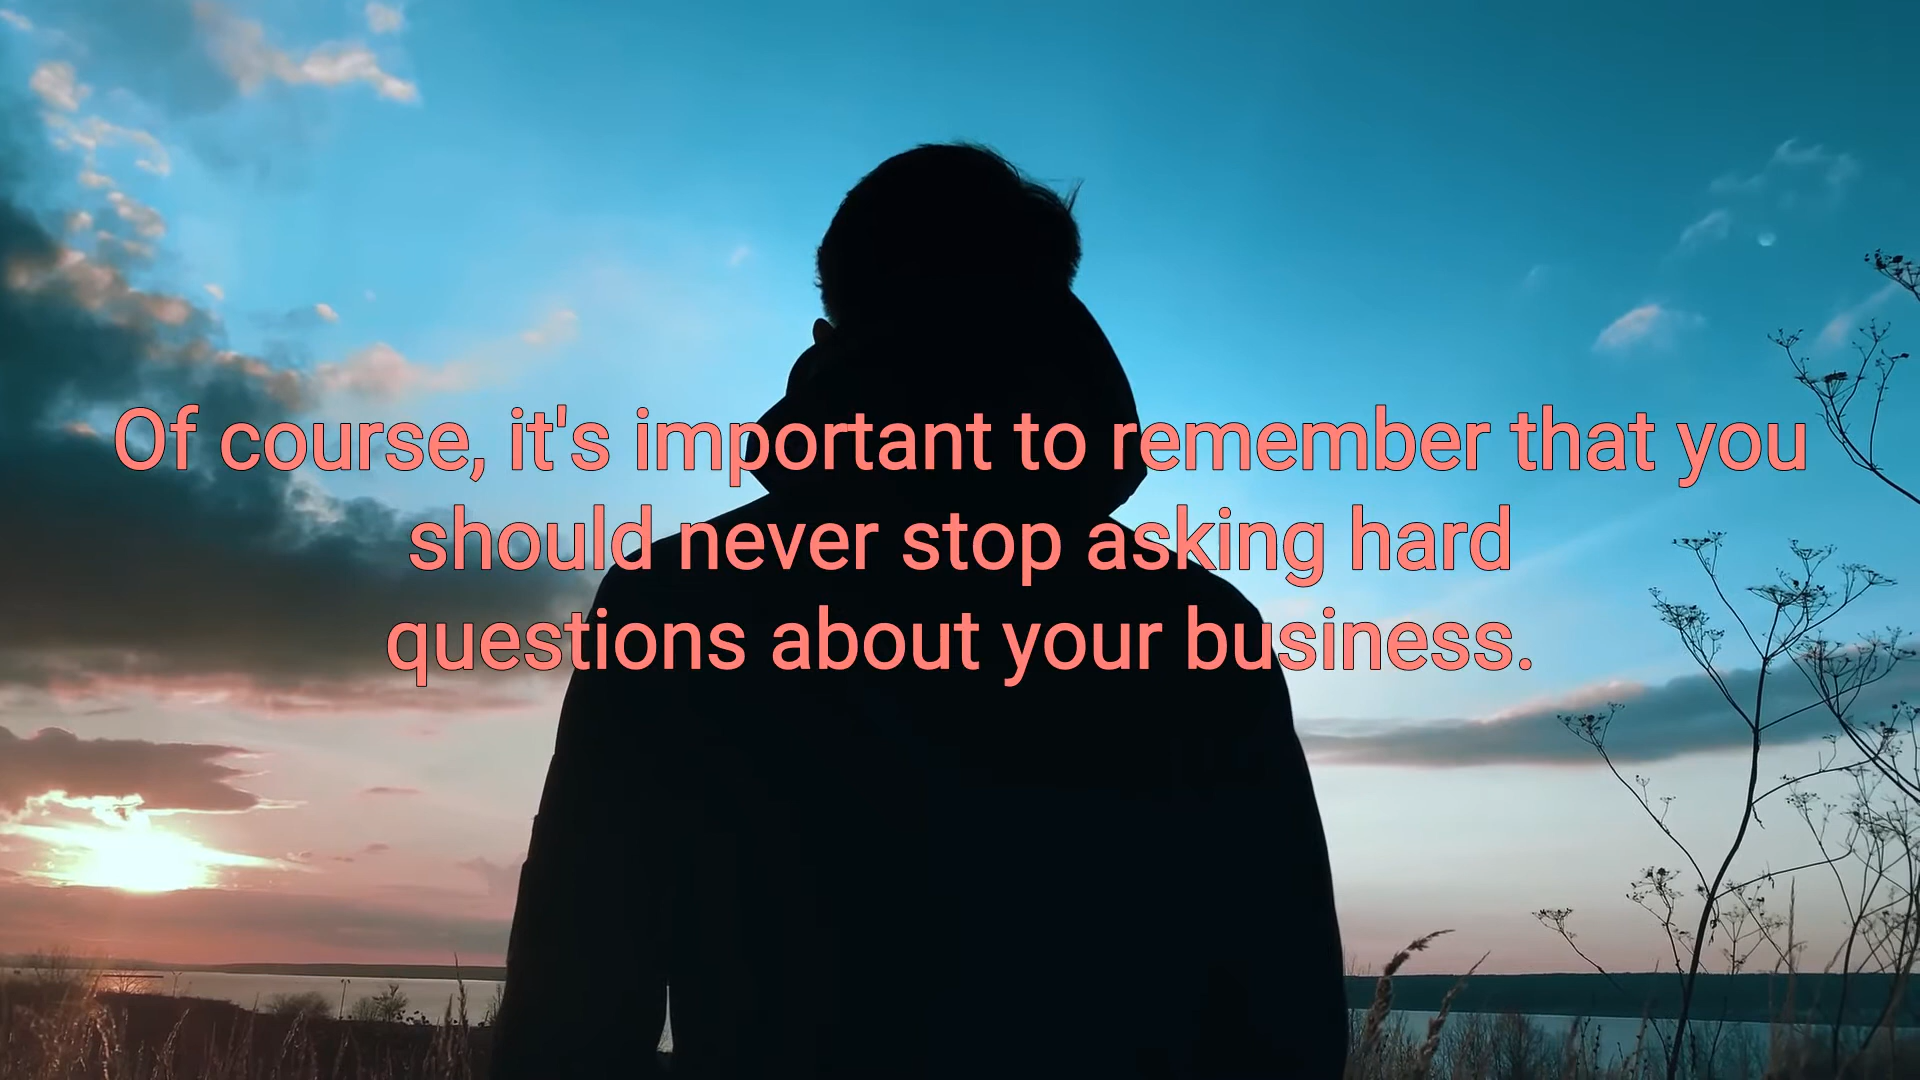 Of course, it's important to remember that you
should never stop asking hard
questions about your business.